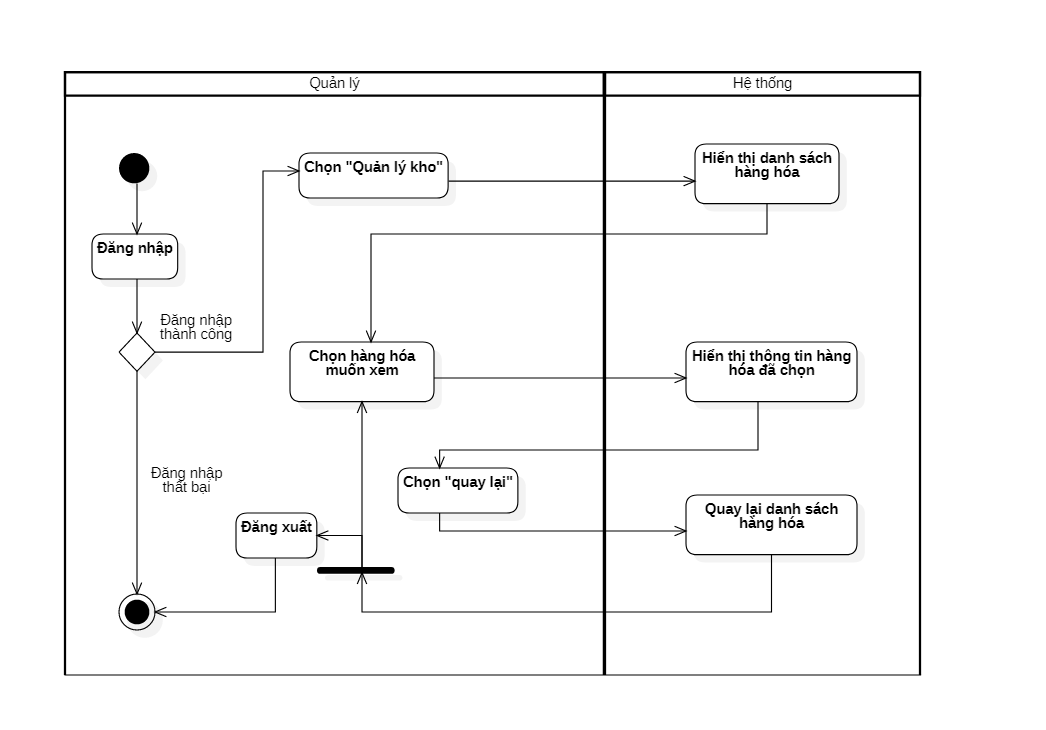 Quản lý
Hệ thống
Chọn "Quản lý kho"
Hiển thị danh sách
hàng hóa
Đăng nhập
Đăng nhập
thành công
Chọn hàng hóa
muốn xem
Hiển thị thông tin hàng
hóa đã chọn
Đăng nhập
thất bại
Chọn "quay lại"
Quay lại danh sách
hàng hóa
Đăng xuất